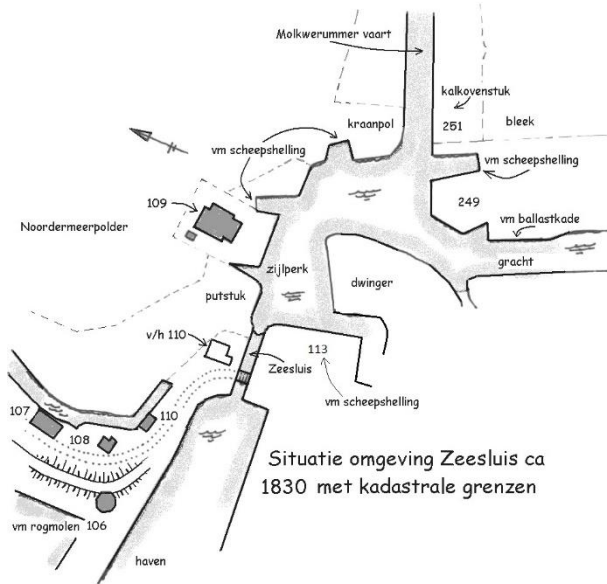 Molkwerummer vaart
kalkovenstuk
kraanpol
251
bleek
vm scheepshelling
vm scheepshelling
109
249
Noordermeerpolder
vm ballastkade
zijlperk
gracht
putstuk
dwinger
v/h 110
Zeesluis
113
vm scheepshelling
107
108
110
Situatie omgeving Zeesluis ca
1830 met kadastrale grenzen
vm rogmolen 106
haven